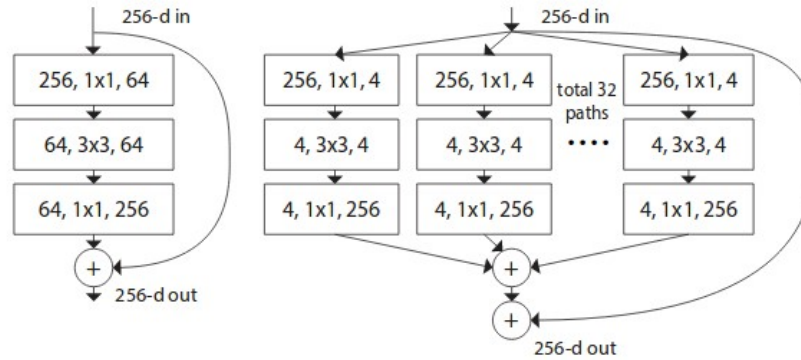 256-d in
256, 1x1, 64
64, 3x3, 64
64, 1x1, 256
+
256-d out
256-d in
256, 1x1, 4
256, 1x1, 4
total 32
paths
256, 1x1, 4
4, 3x3, 4
4, 3x3, 4
....
4, 3x3, 4
4, 1x1, 256
4, 1x1, 256
4, 1x1, 256
+
+
256-d out